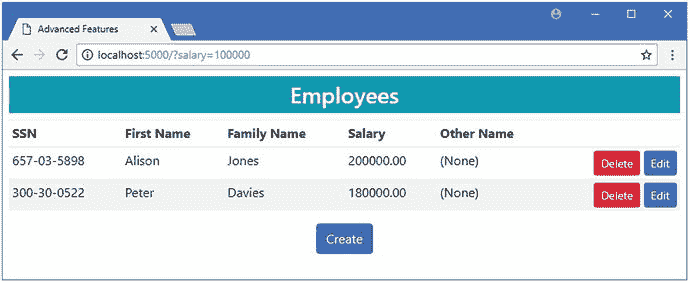 Advanced Features
localhost:5000/?salary=100000
Employees
SSN First Name Family Name Salary Other Name
657-03-5898 Alison Jones 200000.00 (None) Delete Edit
300-30-0522 Peter Davies 180000.00 (None) Delete Edit
Create